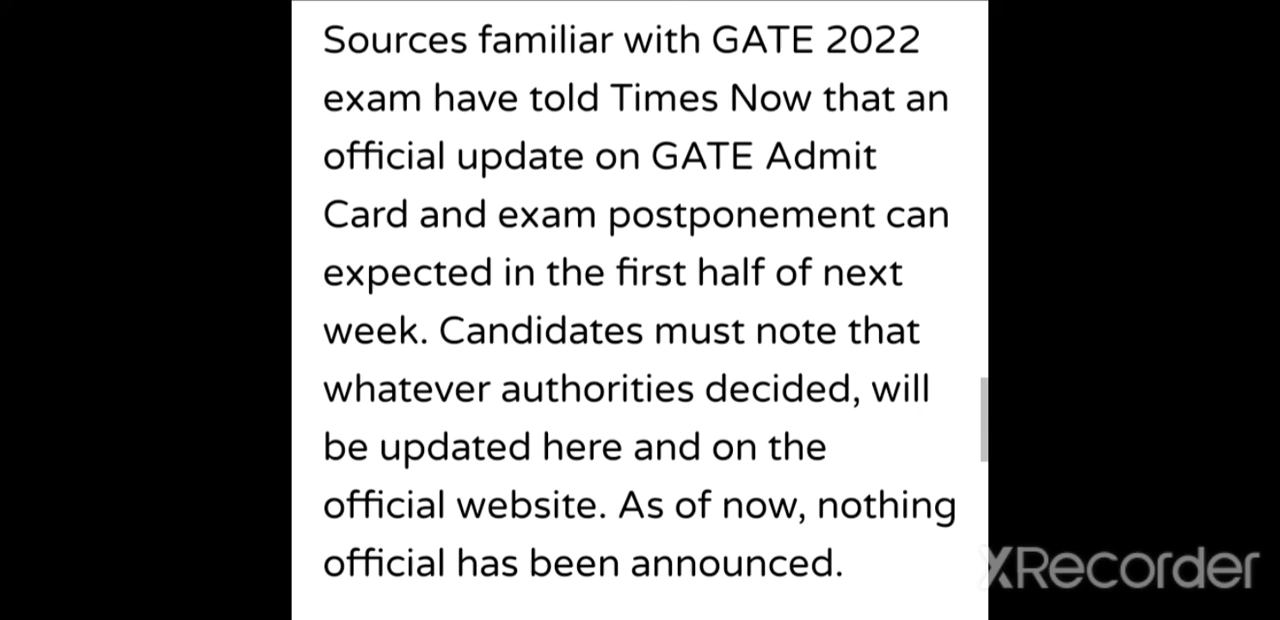 Sources familiar with GATE 2022
exam have told Times Now that an
official update on GATE Admit
Card and exam postponement can
expected in the first half of next
week. Candidates must note that
whatever authorities decided, will
be updated here and on the
official website. As of now, nothing
official has been announced.
XRecorder